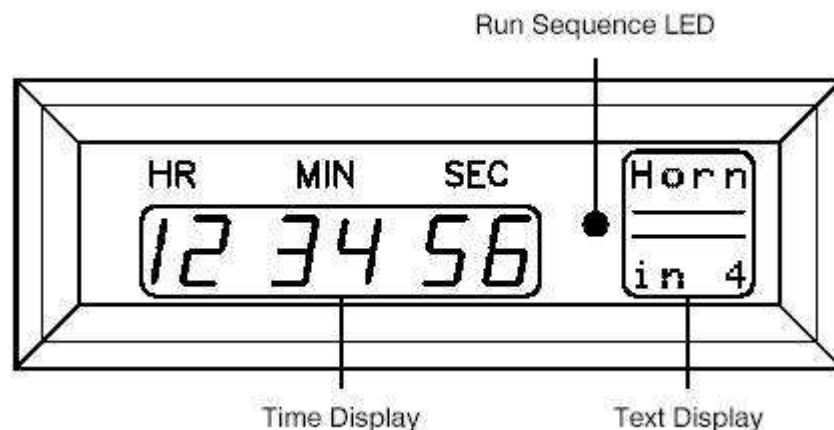 Run Sequence LED
HR MIN SEC
12 34 56
Horn
in 4
Time Display
Text Display